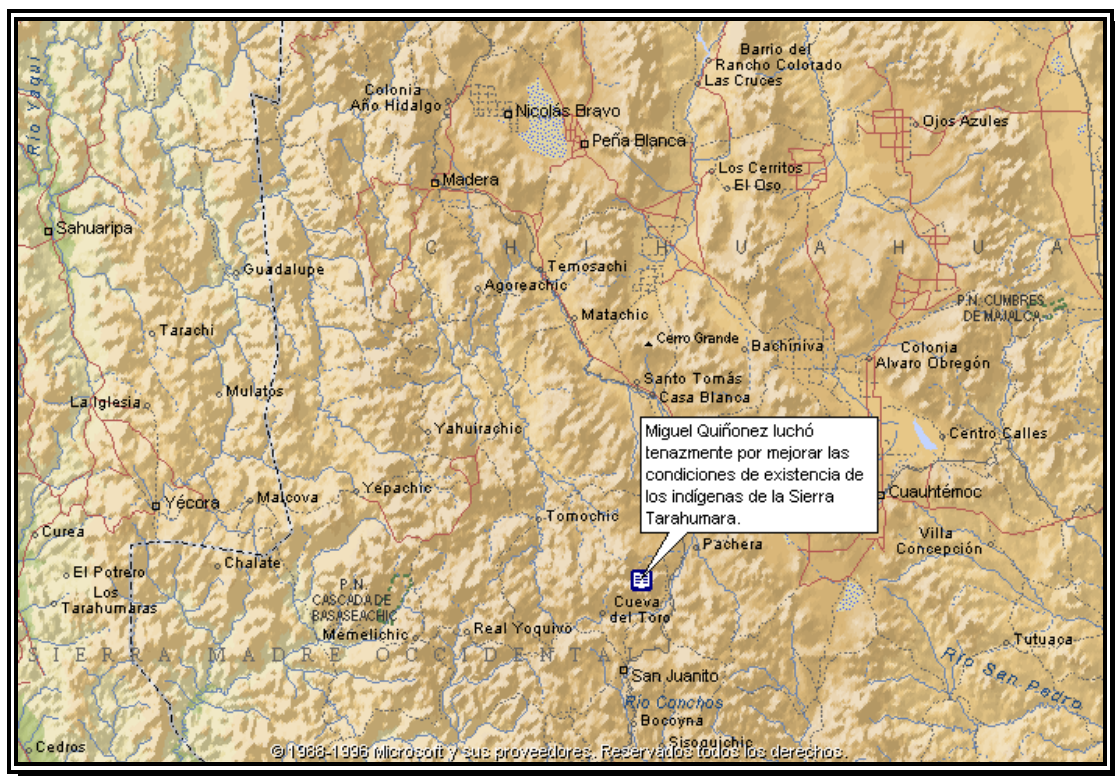 Río Yaqui
Barrio del
Rancho Colotado
Las Cruces
Colonia
Año Hidalgo
Nicolás Bravo
Ojos Azules
Peña Blanca
Los Cerritos
El Oso
Madera
Sahuaripa
CHIHUAHUA
Guadalupe
Temosachi
Agoreachic
P.N. CUMBRES
DE MAJALCA
Matachic
Tarachi
Cerro Grande
Bachíniva
Colonia
Alvaro Obregón
Santo Tomás
Casa Blanca
Mulatos
La Iglesia
Yahuirachic
Miguel Quiñonez luchó
tenazmente por mejorar las
condiciones de existencia de
los indígenas de la Sierra
Tarahumara.
Centro Calles
Yepachic
Cuauhtémoc
Yécora
Maicova
Tomochic
Curea
Villa
Concepción
Pachera
El Potrero
Chalate
Los
Tarahumaras
P.N.
CASCADA DE
BASASEACHIC
Cueva
del Toro
Memelichic
Real Yoquivo
Tutuaca
SIERRA MADRE OCCIDENTAL
Río San Pedro
San Juanito
Río Conchos
Bocoyna
Sisoguichic
Cedros
©1988-1996 Microsoft y sus proveedores. Reservados todos los derechos.